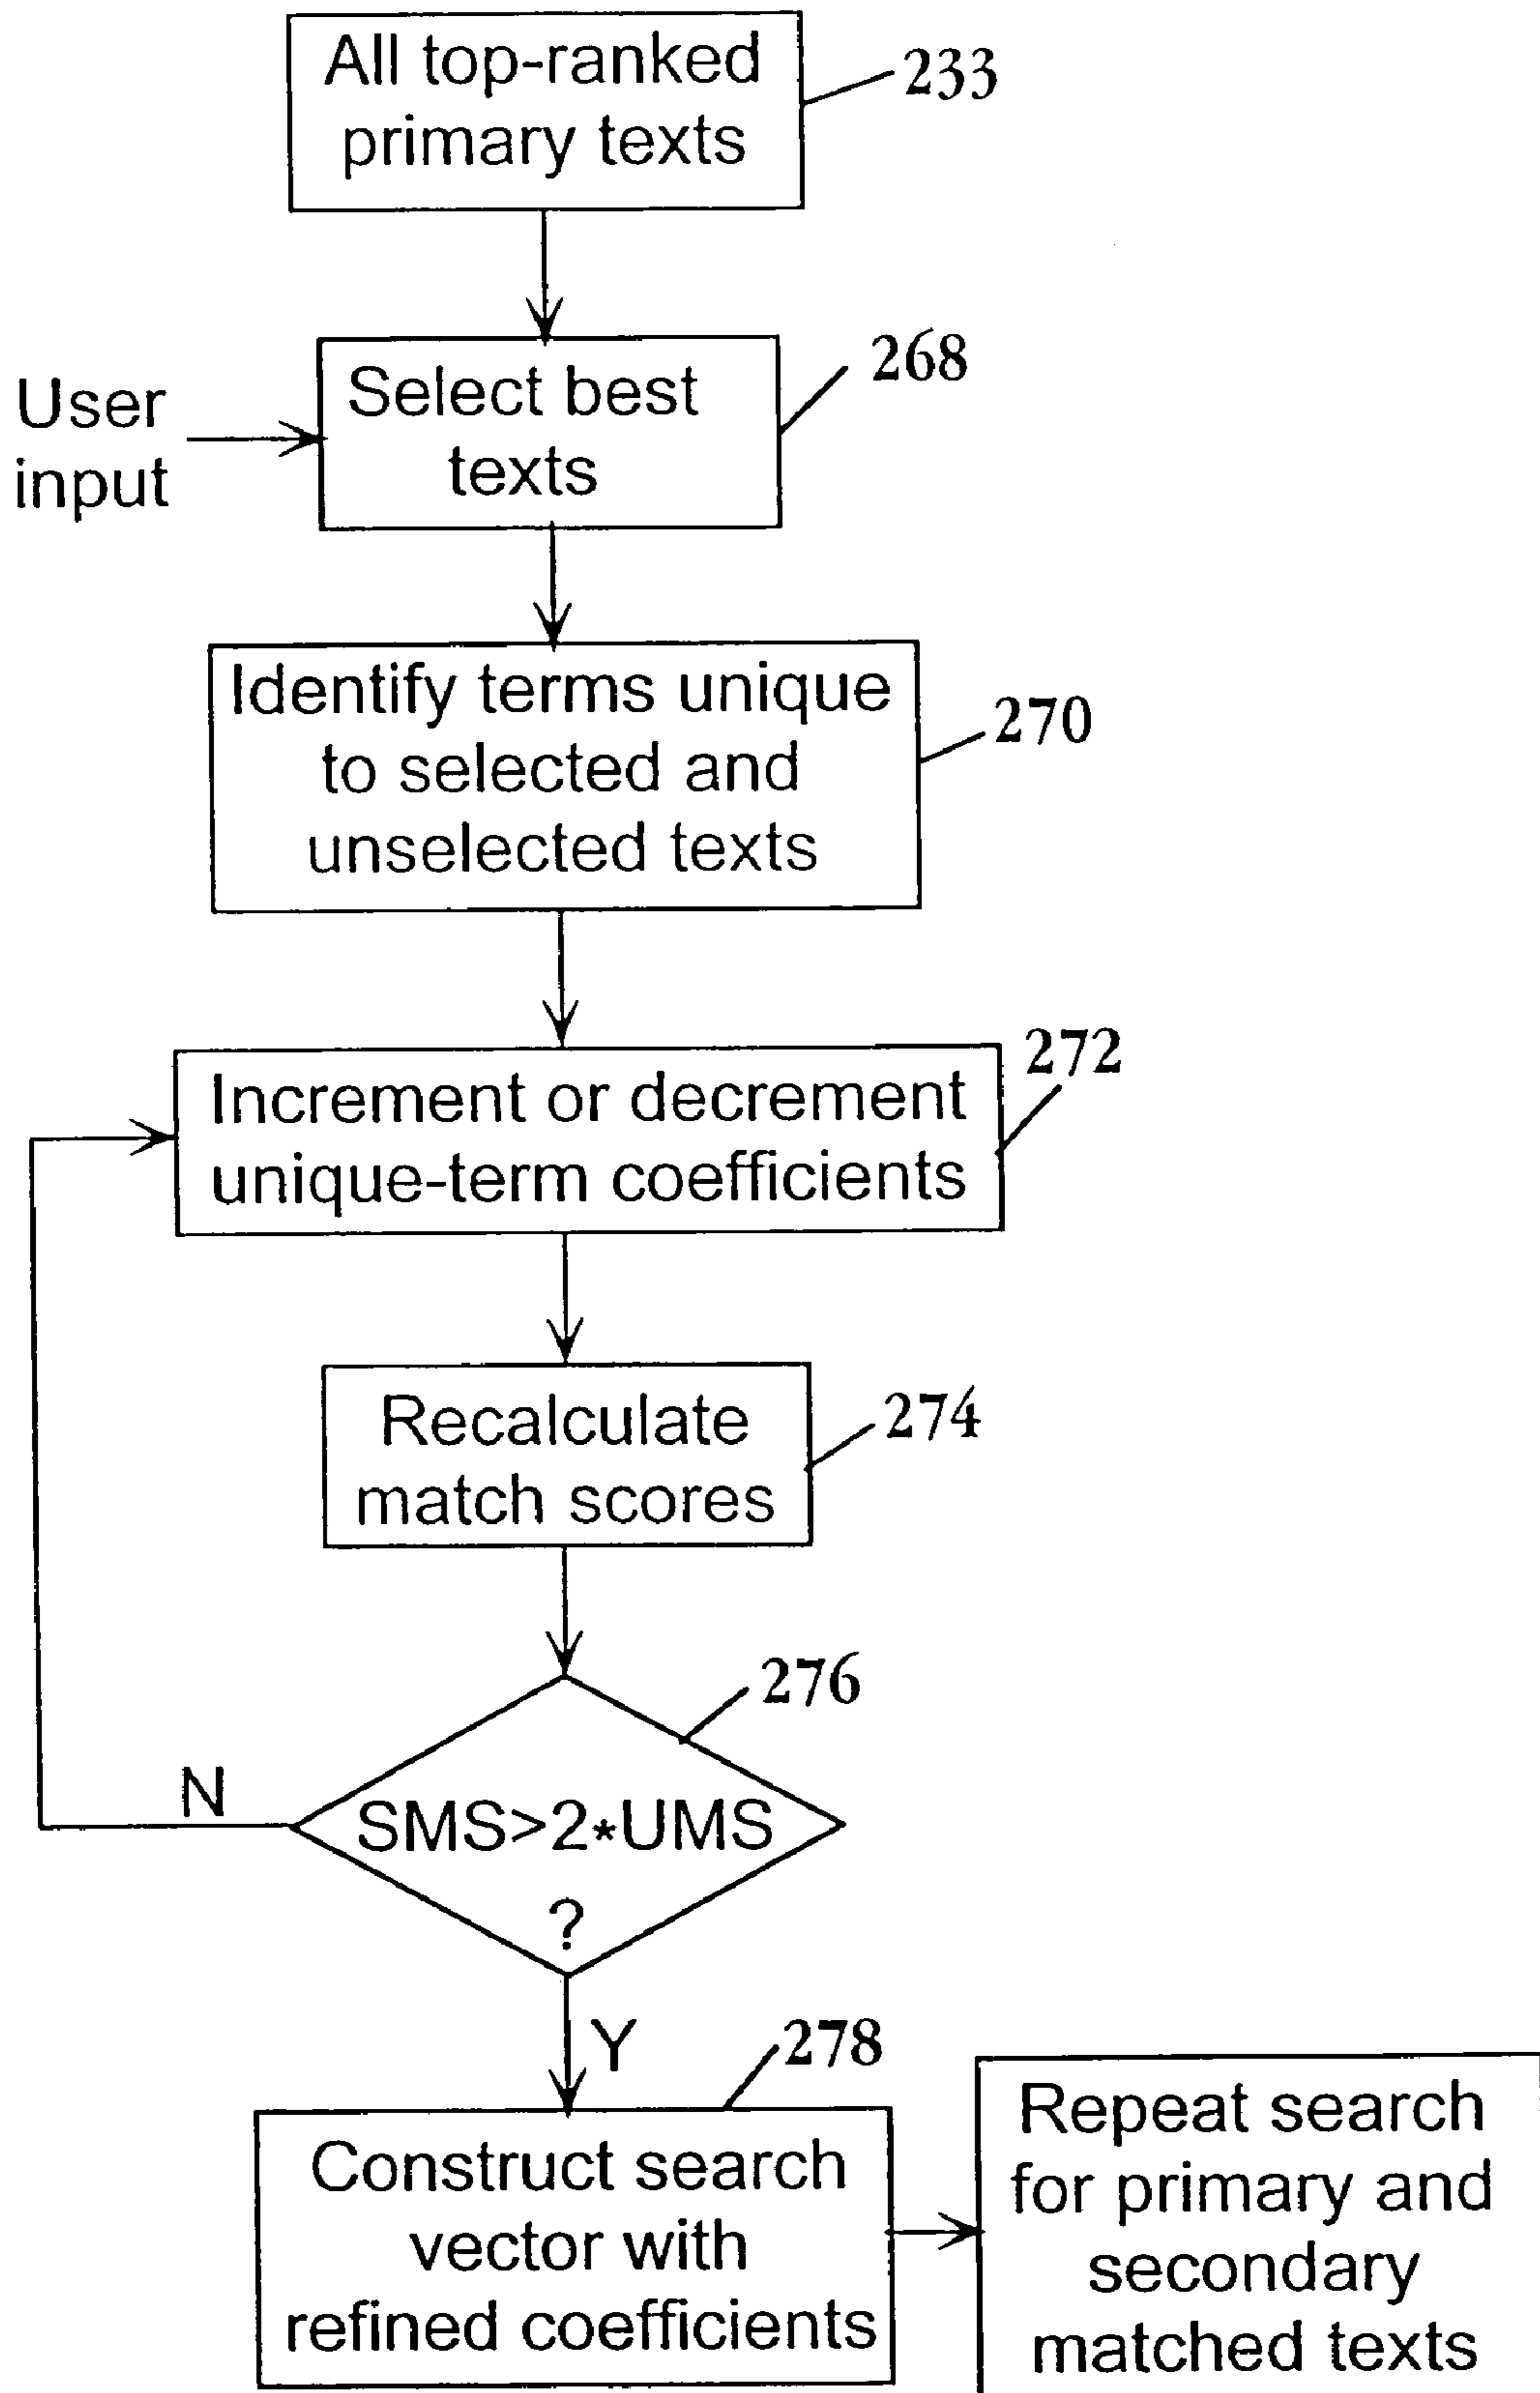 All top-ranked
primary texts
233
User
input
Select best
texts
268
Identify terms unique
to selected and
unselected texts
270
Increment or decrement
unique-term coefficients
272
Recalculate
match scores
274
276
N
SMS>2*UMS
?
Y
278
Construct search
vector with
refined coefficients
Repeat search
for primary and
secondary
matched texts